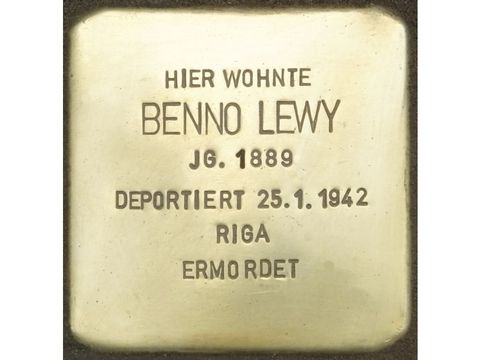 HIER WOHNTE
BENNO LEWY
JG. 1889
DEPORTIERT 25.1.1942
RIGA
ERMORDET